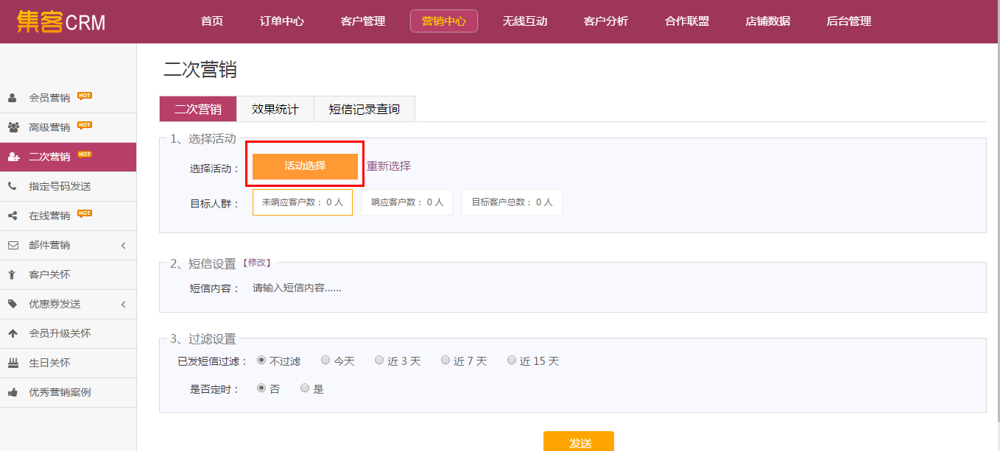 集客CRM
首页 订单中心 客户管理 营销中心 无线互动 客户分析 合作联盟 店铺数据 后台管理
会员营销 HOT
高级营销 HOT
二次营销 HOT
指定号码发送
在线营销 HOT
邮件营销
客户关怀
优惠券发送
会员升级关怀
生日关怀
优秀营销案例
二次营销
二次营销 效果统计 短信记录查询
1、选择活动
选择活动： 活动选择 重新选择
目标人群： 未响应客户数： 0 人 响应客户数： 0 人 目标客户总数： 0 人
2、短信设置 【修改】
短信内容： 请输入短信内容......
3、过滤设置
已发短信过滤： 不过滤 今天 近 3 天 近 7 天 近 15 天
是否定时： 否 是
发送